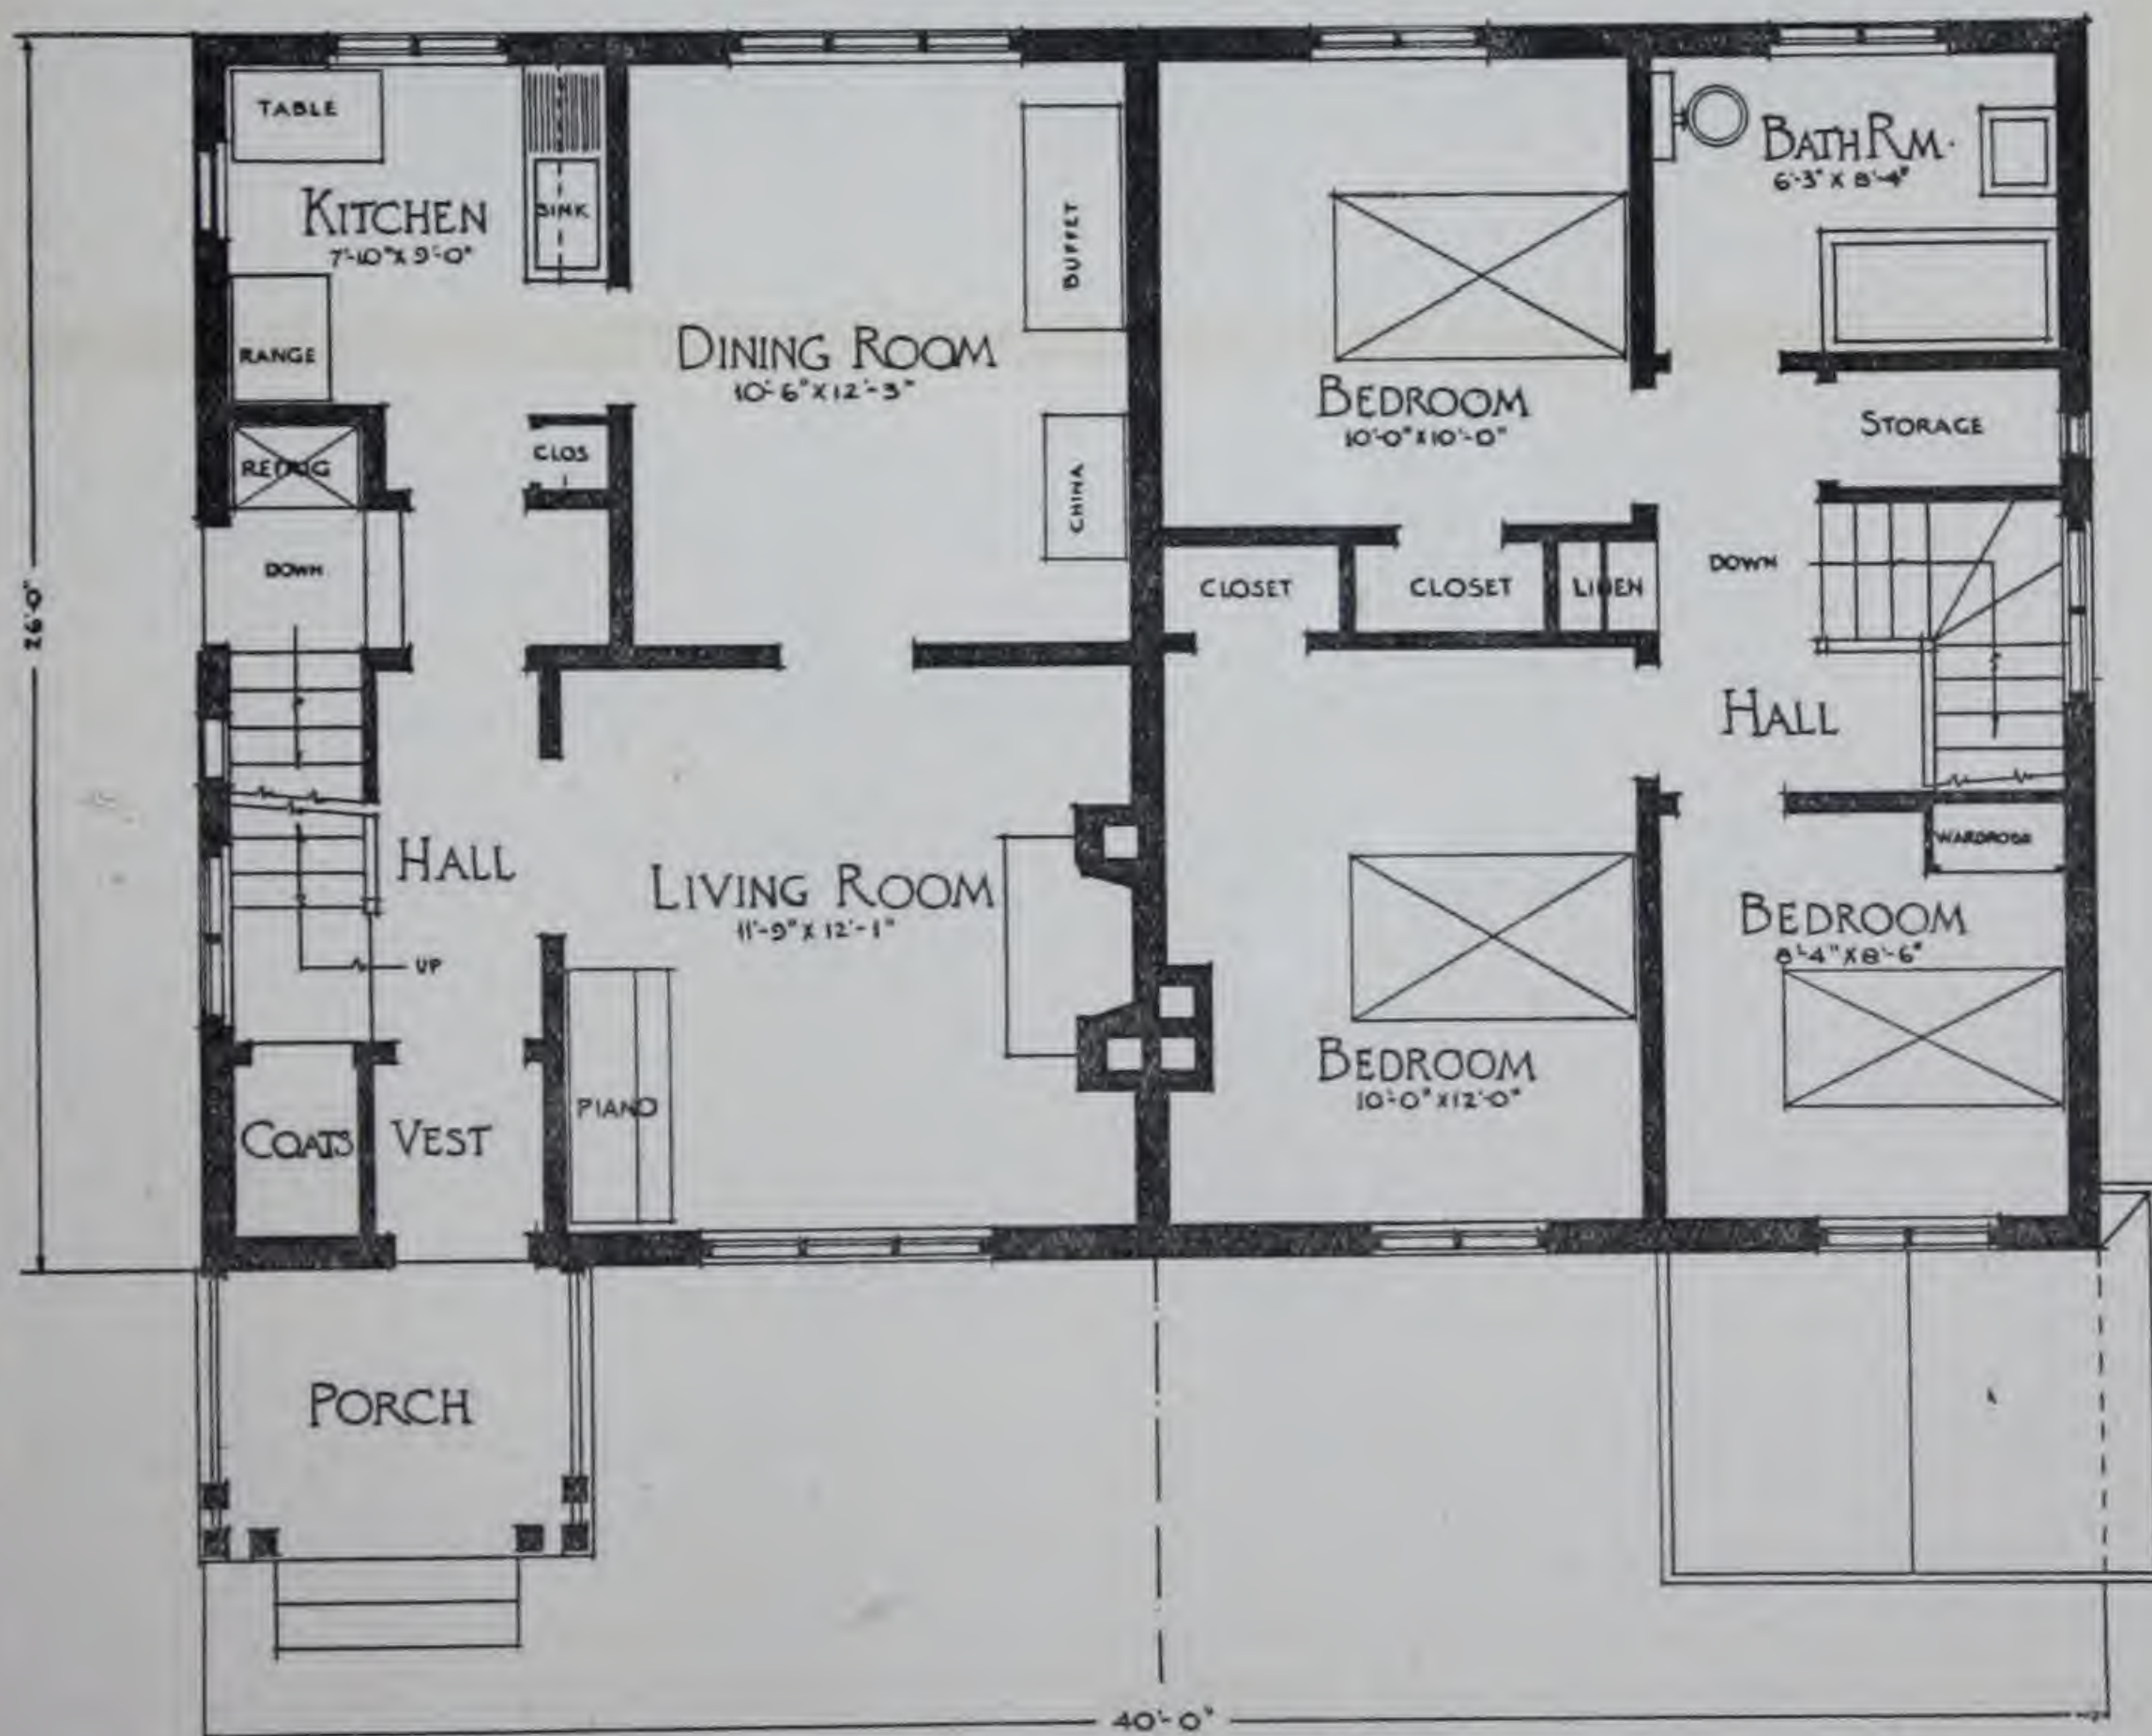 TABLE
SINK
KITCHEN
7'-10" X 9'-0"
RANGE
REFRIG
CLOS
DOWN
DINING ROOM
10'-6" X 12'-3"
BUFFET
CHINA
HALL
UP
LIVING ROOM
11'-9" X 12'-1"
PIANO
COATS
VEST
PORCH
BEDROOM
10'-0" X 10'-0"
BATH RM.
6'-3" X 8'-4"
STORAGE
CLOSET
CLOSET
LINEN
DOWN
HALL
WARDROBE
BEDROOM
8'-4" X 8'-6"
BEDROOM
10'-0" X 12'-0"
26'-0"
40'-0"